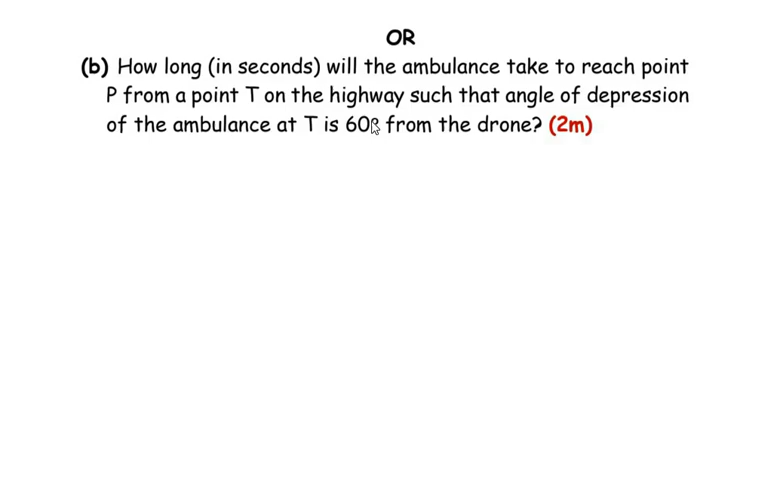 OR
(b) How long (in seconds) will the ambulance take to reach point
P from a point T on the highway such that angle of depression
of the ambulance at T is 60° from the drone? (2m)